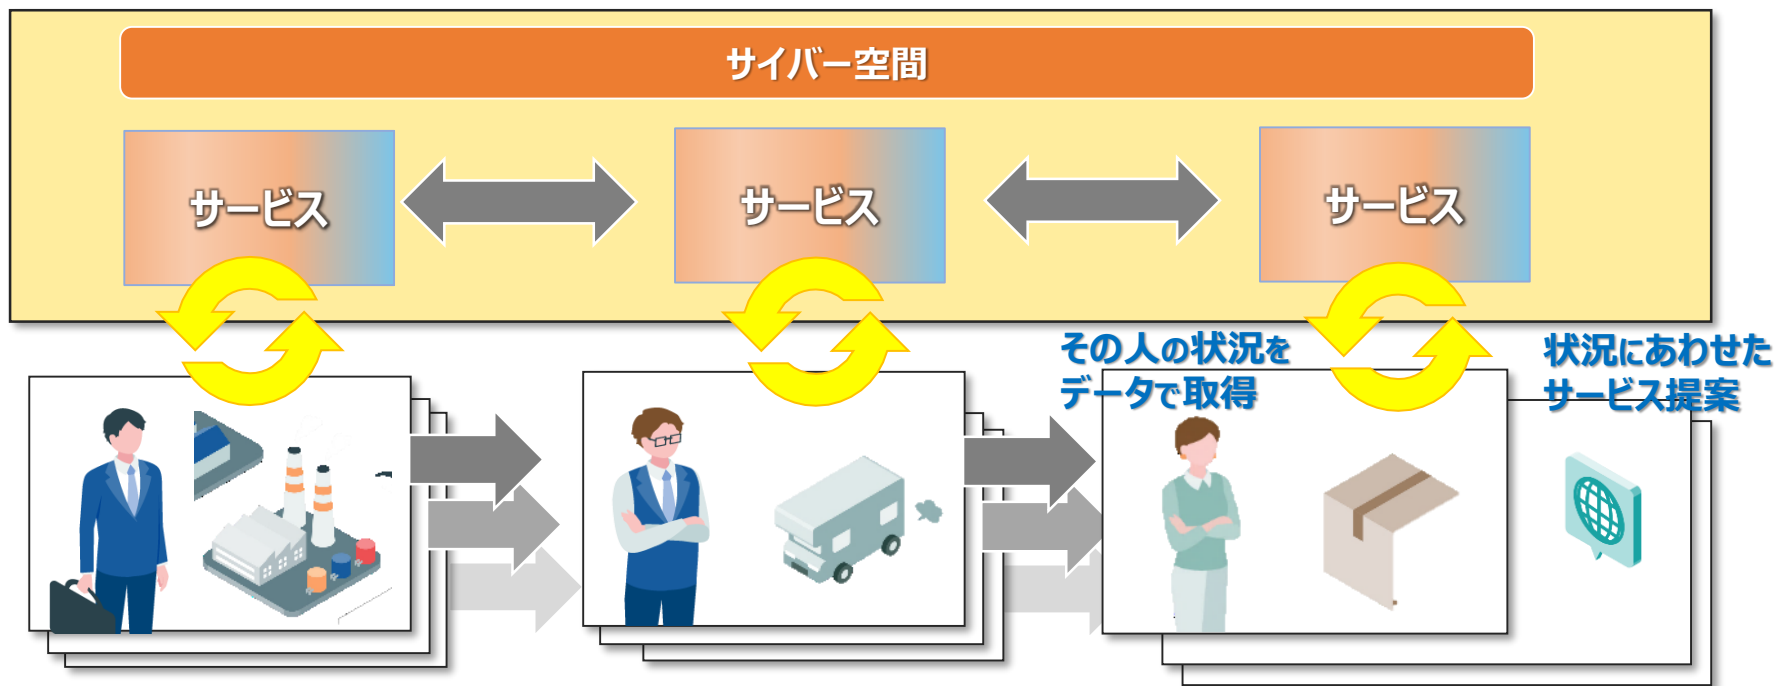 サイバー空間
サービス
サービス
サービス
その人の状況を
データで取得
状況にあわせた
サービス提案